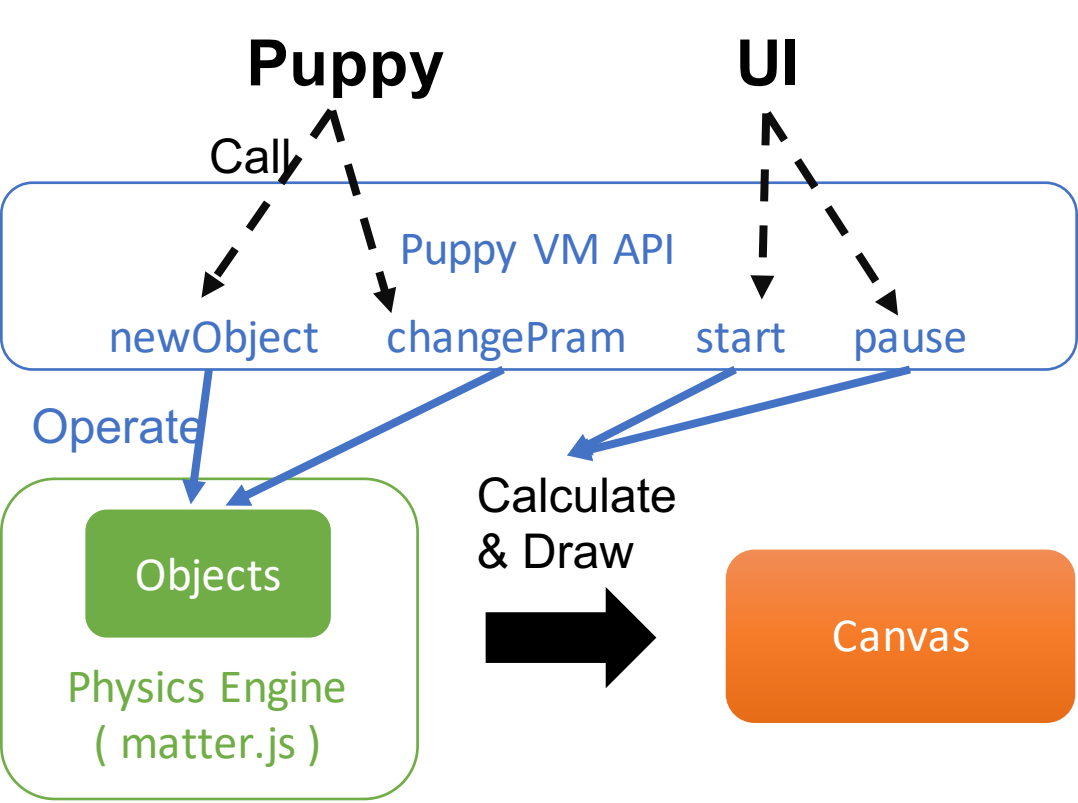 Puppy
UI
Call
Puppy VM API
newObject
changePram
start
pause
Operate
Calculate
& Draw
Objects
Canvas
Physics Engine
( matter.js )